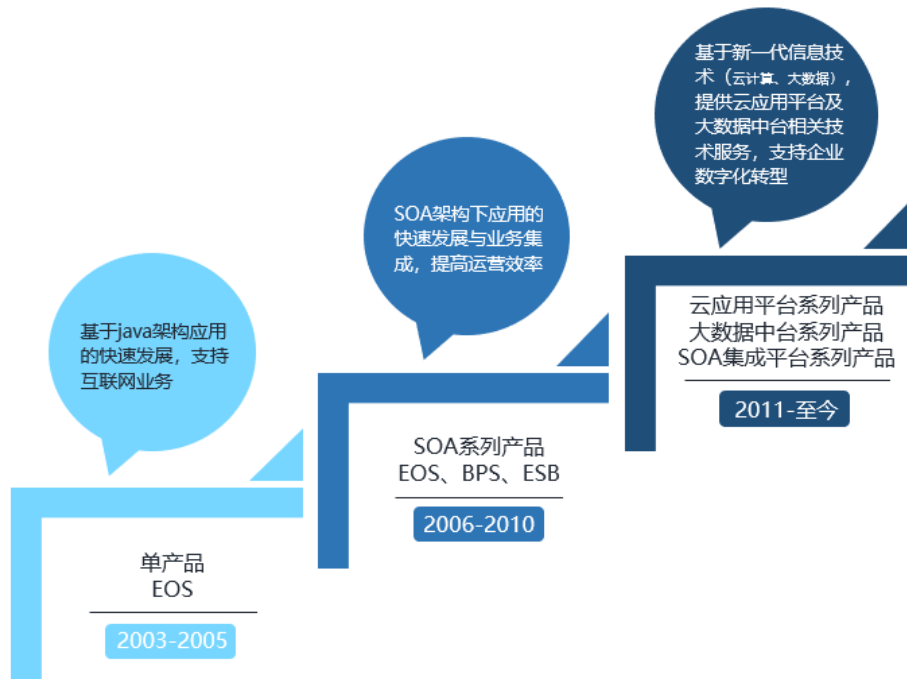 基于新一代信息技
术（云计算、大数据），
提供云应用平台及
大数据中台相关技
术服务，支持企业
数字化转型
SOA架构下应用的
快速发展与业务集
成，提高运营效率
基于java架构应用
的快速发展，支持
互联网业务
云应用平台系列产品
大数据中台系列产品
SOA集成平台系列产品
2011-至今
SOA系列产品
EOS、BPS、ESB
2006-2010
单产品
EOS
2003-2005